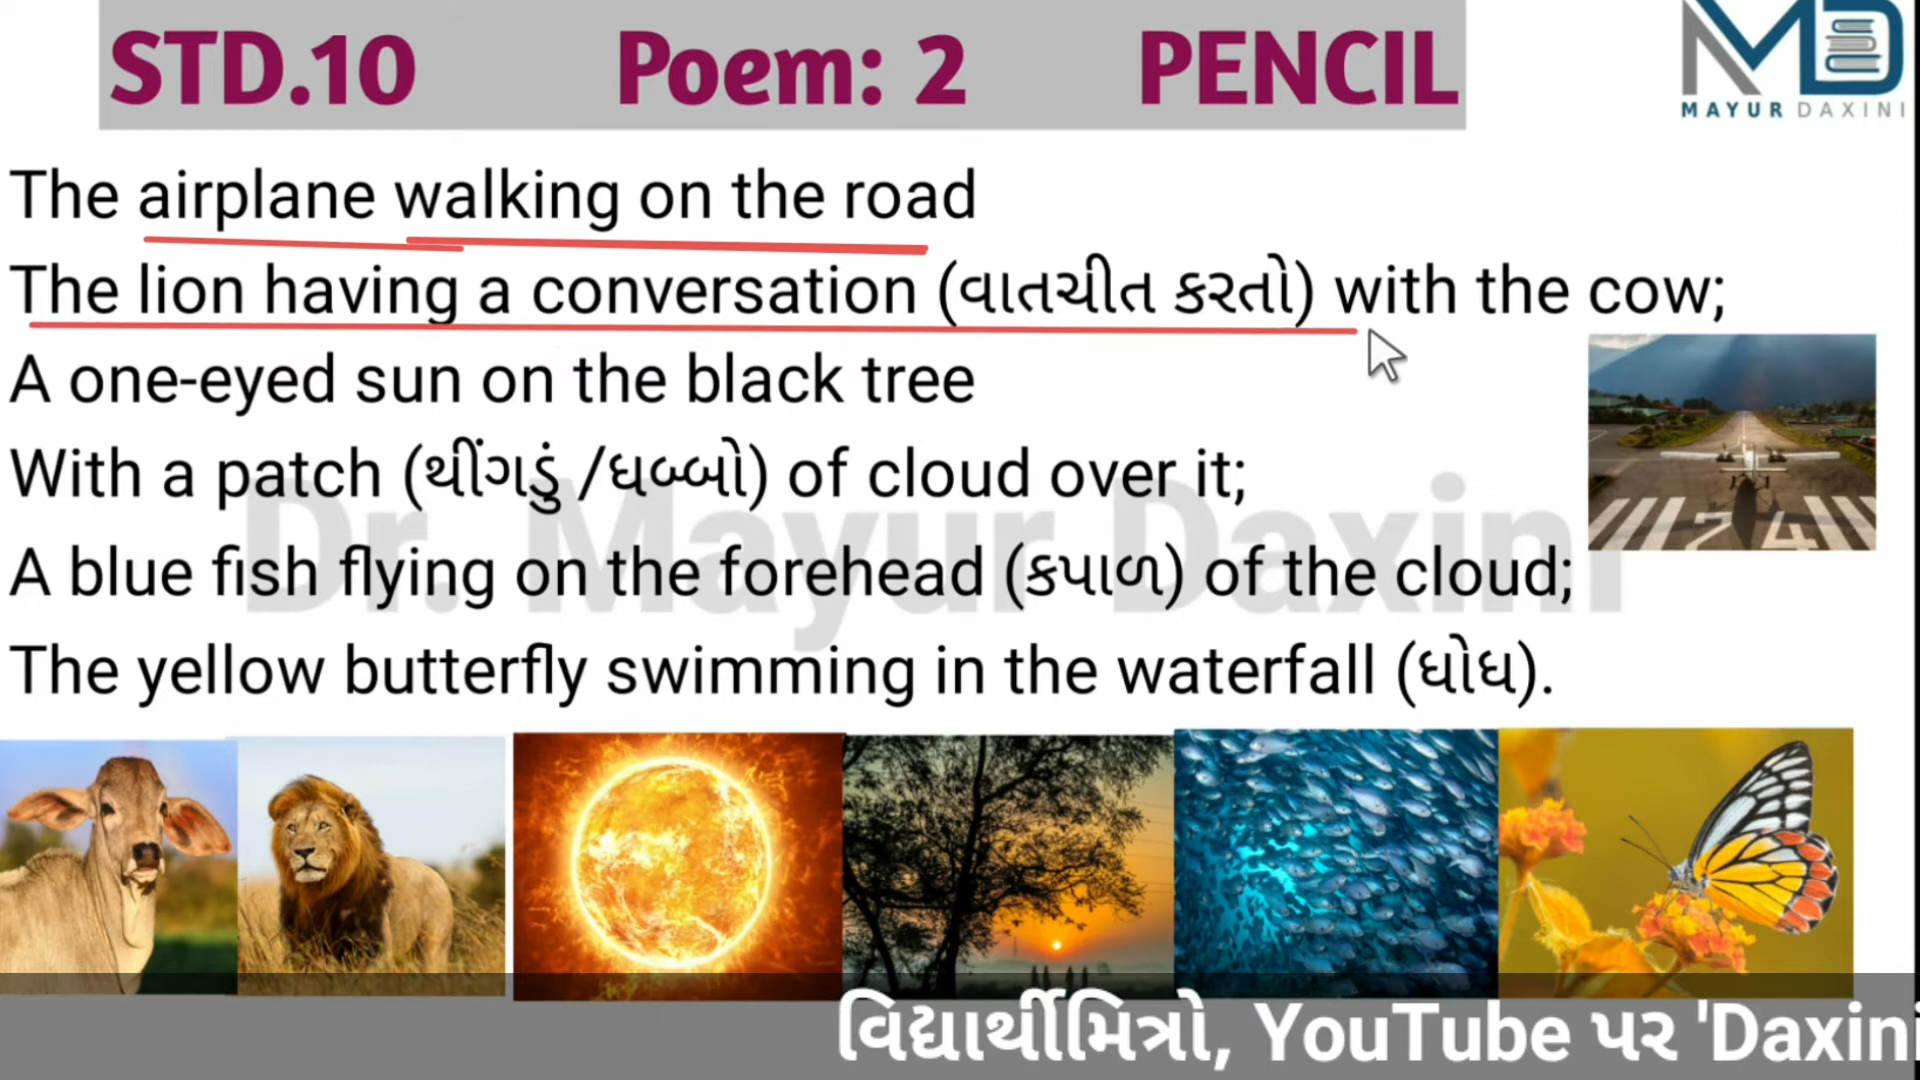 STD.10 Poem: 2 PENCIL
MAYUR DAXINI
The airplane walking on the road
The lion having a conversation (વાતચીત કરતો) with the cow;
A one-eyed sun on the black tree
With a patch (થીંગડું /ધબ્બો) of cloud over it;
A blue fish flying on the forehead (કપાળ) of the cloud;
The yellow butterfly swimming in the waterfall (ધોધ).
Dr. Mayur Daxini
24
વિદ્યાર્થીમિત્રો, YouTube પર 'Daxini